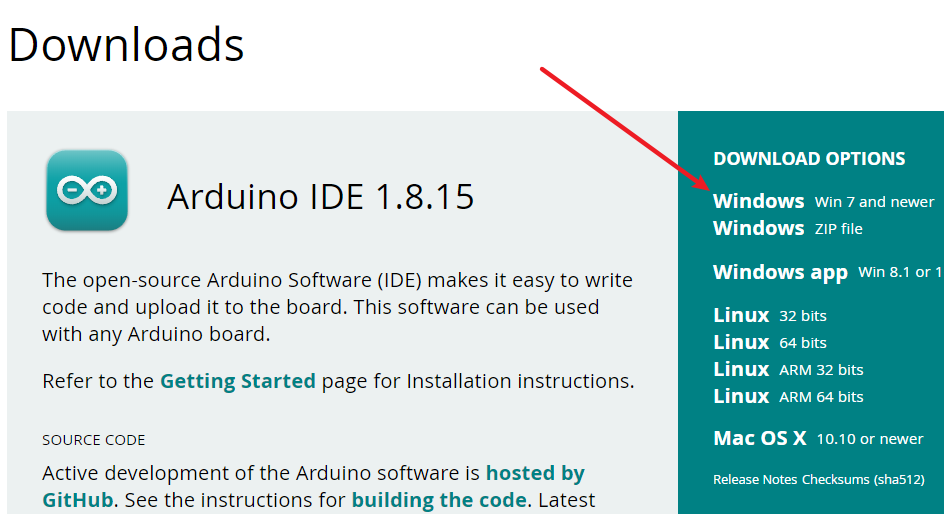 Downloads
Arduino IDE 1.8.15
The open-source Arduino Software (IDE) makes it easy to write
code and upload it to the board. This software can be used
with any Arduino board.
Refer to the Getting Started page for Installation instructions.
SOURCE CODE
Active development of the Arduino software is hosted by
GitHub. See the instructions for building the code. Latest
DOWNLOAD OPTIONS
Windows Win 7 and newer
Windows ZIP file
Windows app Win 8.1 or 1
Linux 32 bits
Linux 64 bits
Linux ARM 32 bits
Linux ARM 64 bits
Mac OS X 10.10 or newer
Release Notes Checksums (sha512)